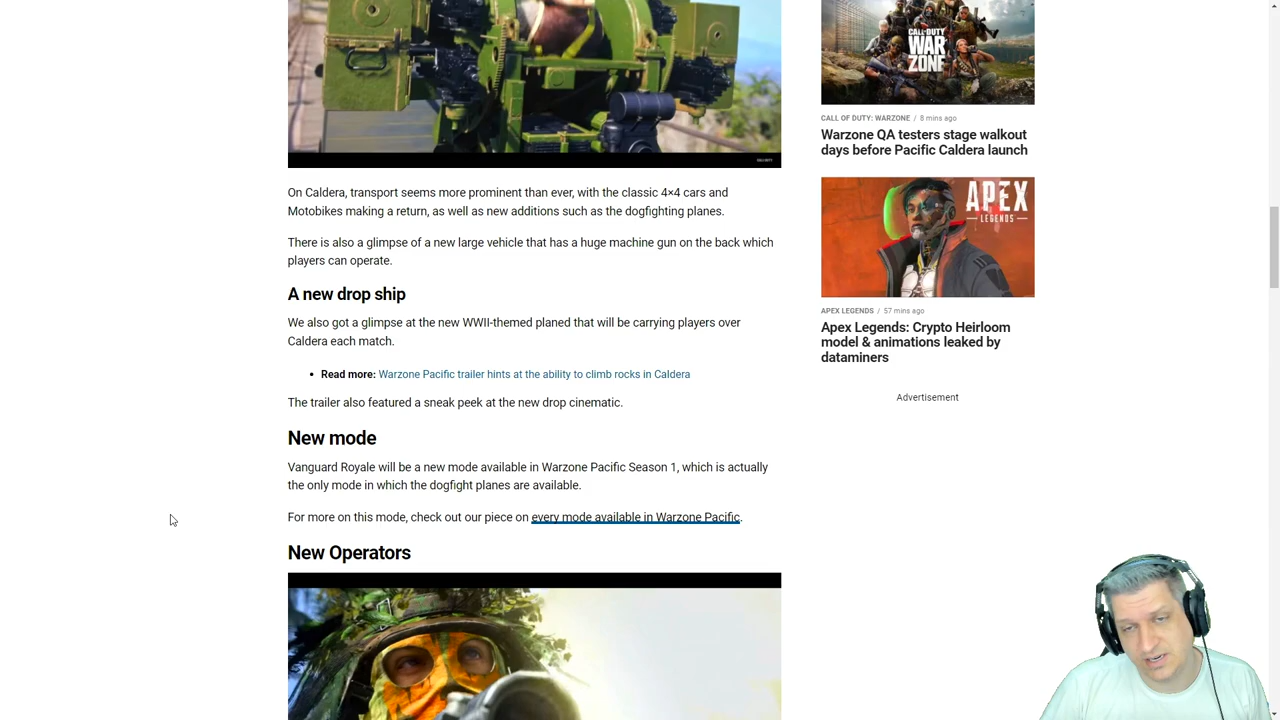 CALL OF DUTY
WAR
ZONE
CALL OF DUTY: WARZONE / 8 mins ago
Warzone QA testers stage walkout
days before Pacific Caldera launch
APEX
LEGENDS
APEX LEGENDS / 57 mins ago
Apex Legends: Crypto Heirloom
model & animations leaked by
dataminers
Advertisement
On Caldera, transport seems more prominent than ever, with the classic 4×4 cars and
Motobikes making a return, as well as new additions such as the dogfighting planes.
There is also a glimpse of a new large vehicle that has a huge machine gun on the back which
players can operate.
A new drop ship
We also got a glimpse at the new WWII-themed planed that will be carrying players over
Caldera each match.
• Read more: Warzone Pacific trailer hints at the ability to climb rocks in Caldera
The trailer also featured a sneak peek at the new drop cinematic.
New mode
Vanguard Royale will be a new mode available in Warzone Pacific Season 1, which is actually
the only mode in which the dogfight planes are available.
For more on this mode, check out our piece on every mode available in Warzone Pacific.
New Operators